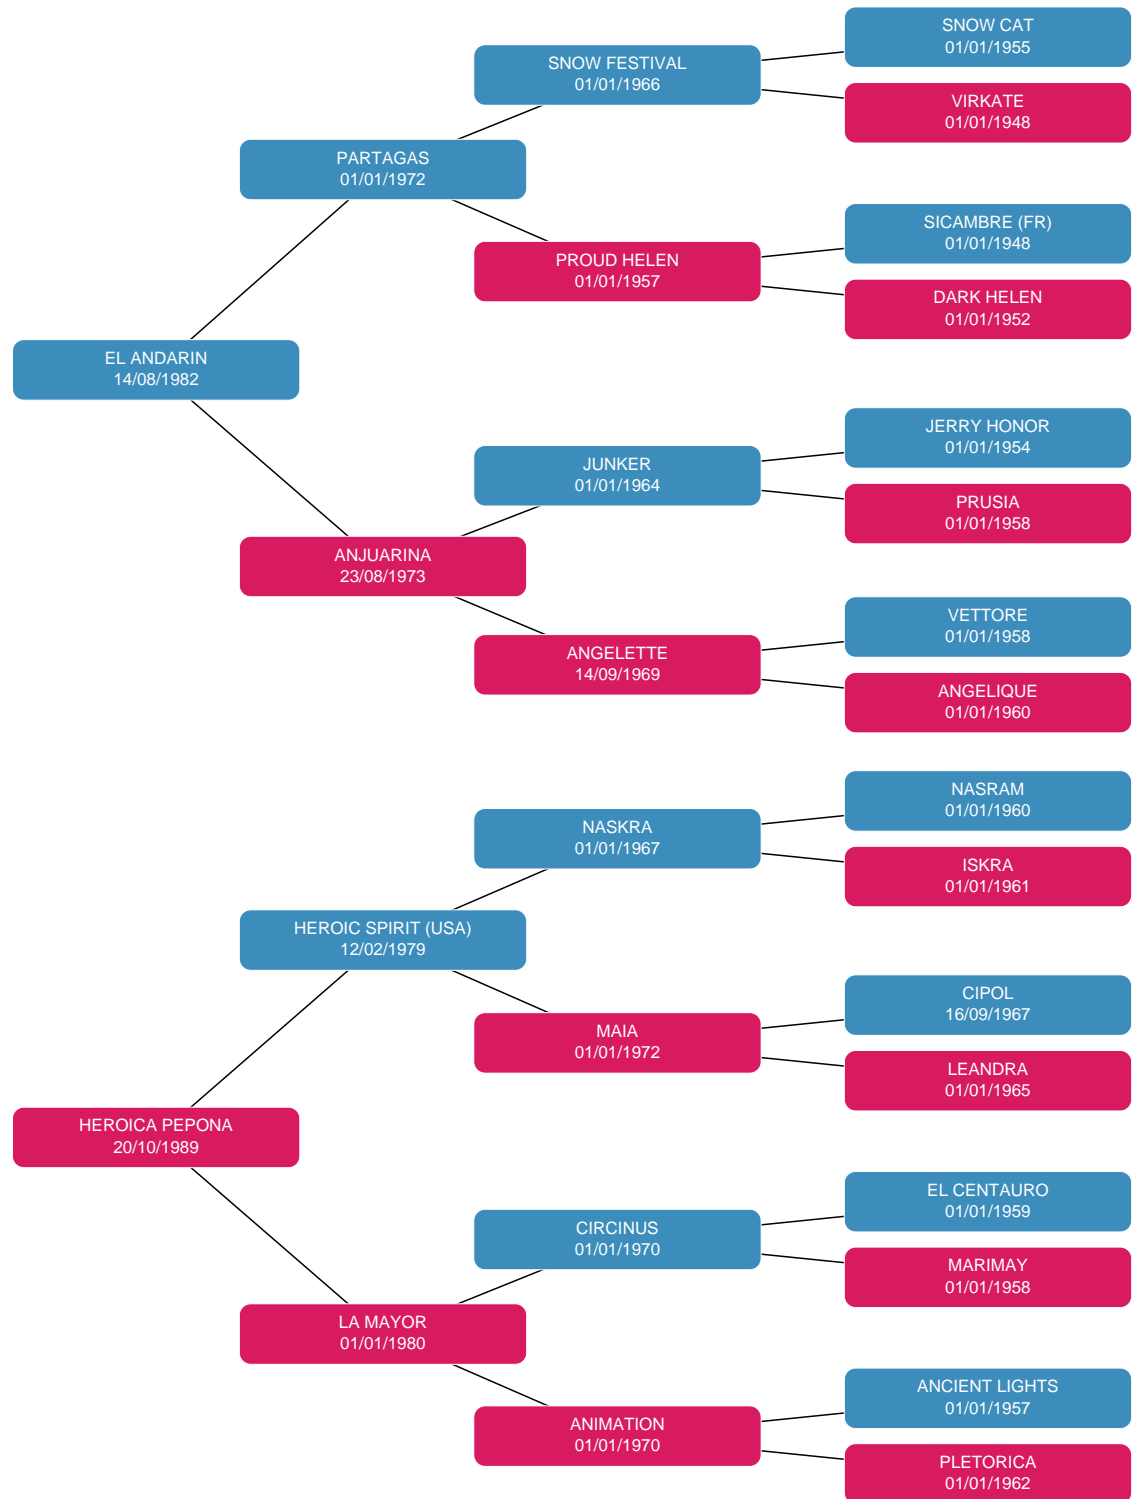 SNOW CAT
01/01/1955
SNOW FESTIVAL
01/01/1966
VIRKATE
01/01/1948
PARTAGAS
01/01/1972
SICAMBRE (FR)
01/01/1948
PROUD HELEN
01/01/1957
DARK HELEN
01/01/1952
EL ANDARIN
14/08/1982
JERRY HONOR
01/01/1954
JUNKER
01/01/1964
PRUSIA
01/01/1958
ANJUARINA
23/08/1973
VETTORE
01/01/1958
ANGELETTE
14/09/1969
ANGELIQUE
01/01/1960
NASRAM
01/01/1960
NASKRA
01/01/1967
ISKRA
01/01/1961
HEROIC SPIRIT (USA)
12/02/1979
CIPOL
16/09/1967
MAIA
01/01/1972
LEANDRA
01/01/1965
HEROICA PEPONA
20/10/1989
EL CENTAURO
01/01/1959
CIRCINUS
01/01/1970
MARIMAY
01/01/1958
LA MAYOR
01/01/1980
ANCIENT LIGHTS
01/01/1957
ANIMATION
01/01/1970
PLETORICA
01/01/1962